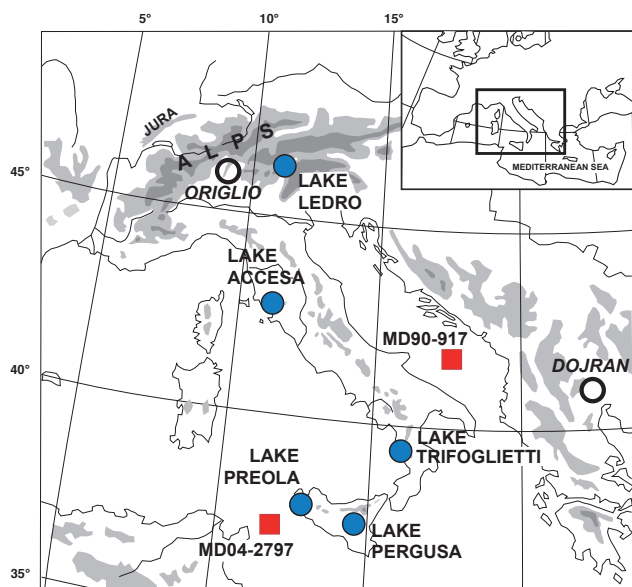 5°
10°
15°
JURA
ALPS
ORIGLIO
45°
LAKE
LEDRO
MEDITERRANEAN SEA
LAKE
ACCESA
MD90-917
DOJRAN
40°
LAKE
PREOLA
LAKE
TRIFOGLIETTI
MD04-2797
LAKE
PERGUSA
35°